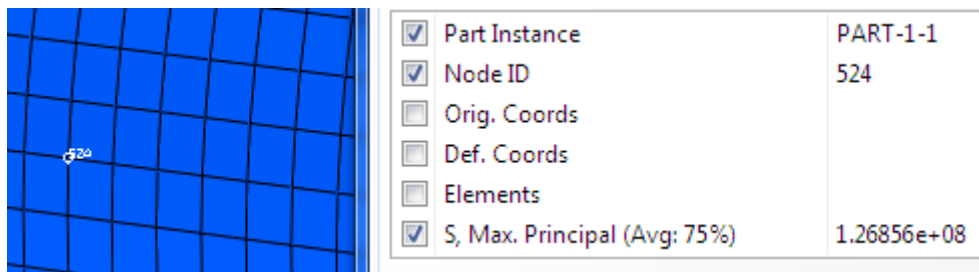 524
Part Instance PART-1-1
Node ID 524
Orig. Coords
Def. Coords
Elements
S, Max. Principal (Avg: 75%) 1.26856e+08